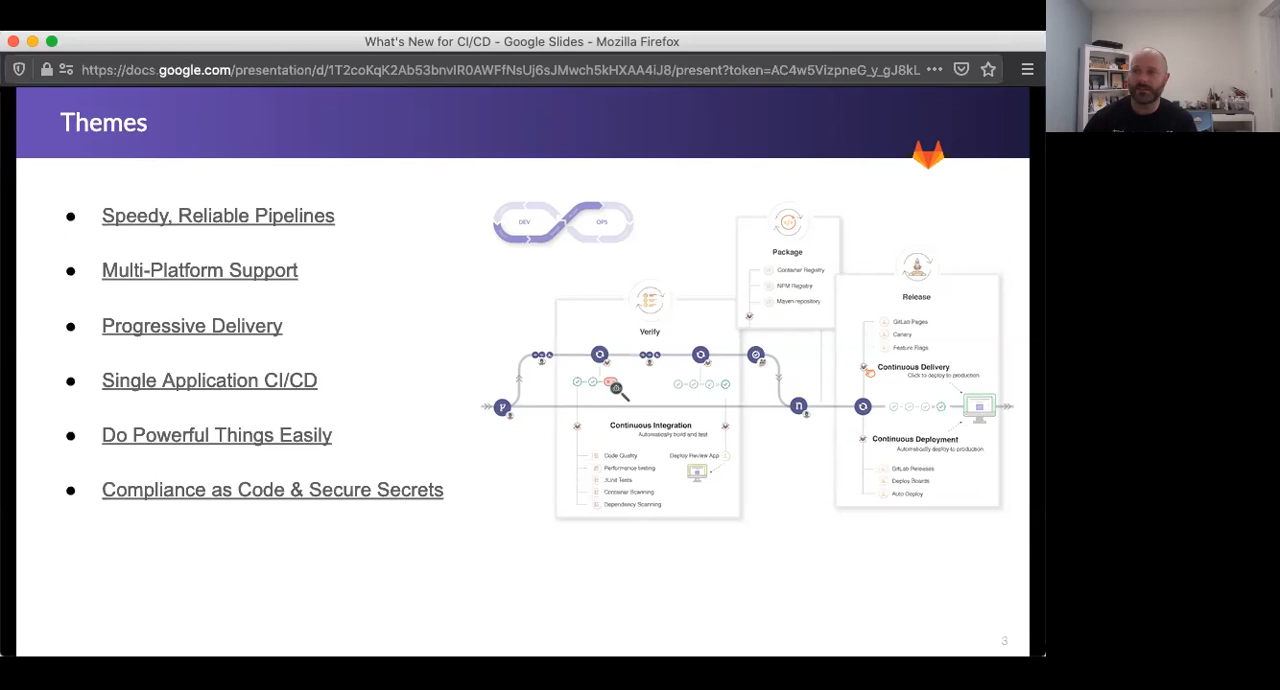 What's New for CI/CD - Google Slides - Mozilla Firefox
https://docs.google.com/presentation/d/1T2coKqK2Ab53bnvIR0AWFfNsUj6sJMwch5kHXAA4iJ8/present?token=AC4w5VizpneG_y_gJ8kL
Themes
Speedy, Reliable Pipelines
Multi-Platform Support
Progressive Delivery
Single Application CI/CD
Do Powerful Things Easily
Compliance as Code & Secure Secrets
DEV
OPS
Package
Container Registry
NPM Registry
Maven-repository
Verify
Continuous Integration
Automatically build and test
Code Quality
Performance testing
JUnit Tests
Container Scanning
Dependency Scanning
Deploy Review App
Release
GitLab Pages
Canary
Feature Flags
Continuous Delivery
Click to deploy to production
Continuous Deployment
Automatically deploy to production
GitLab Releases
Deploy Boards
Auto Deploy
3